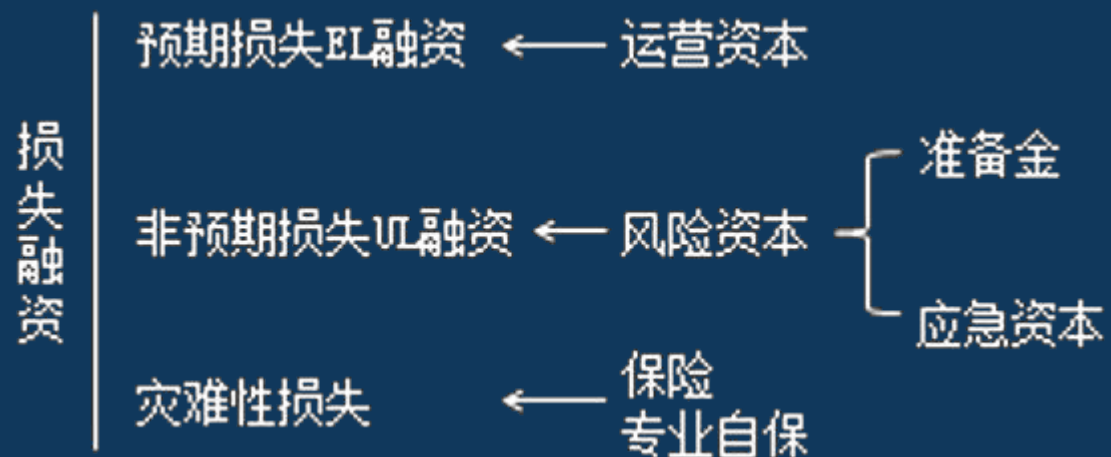 损失融资
预期损失EL融资
运营资本
非预期损失UL融资
风险资本
准备金
应急资本
灾难性损失
保险
专业自保